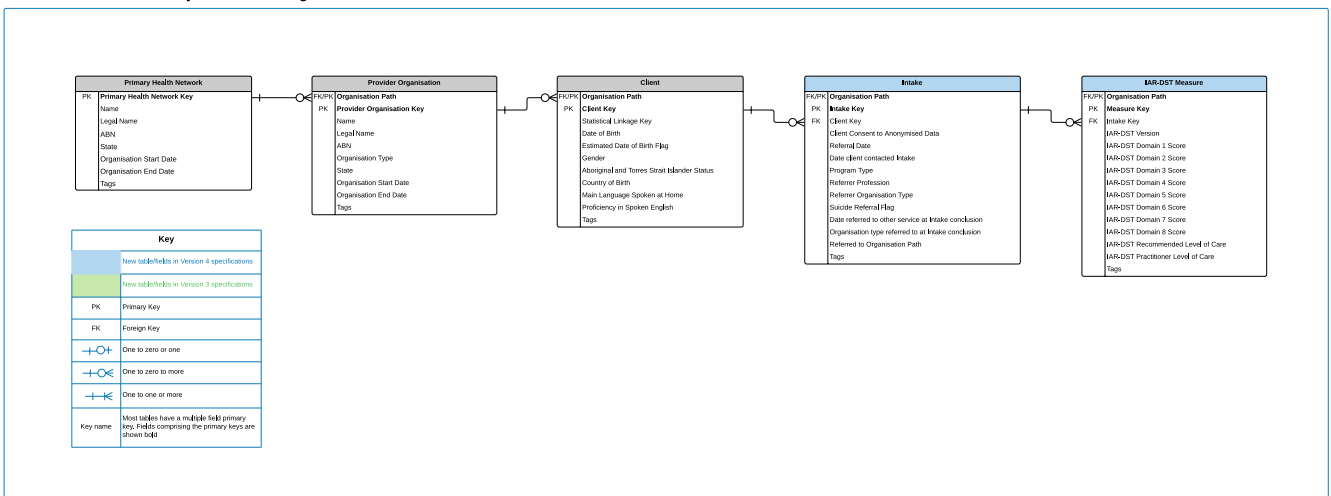 Primary Health Network
PK Primary Health Network Key
Name
Legal Name
ABN
State
Organisation Start Date
Organisation End Date
Tags
Provider Organisation
FK/PK Organisation Path
PK Provider Organisation Key
Name
Legal Name
ABN
Organisation Type
State
Organisation Start Date
Organisation End Date
Tags
Client
FK/PK Organisation Path
PK Client Key
Statistical Linkage Key
Date of Birth
Estimated Date of Birth Flag
Gender
Aboriginal and Torres Strait Islander Status
Country of Birth
Main Language Spoken at Home
Proficiency in Spoken English
Tags
Intake
FK/PK Organisation Path
PK Intake Key
FK Client Key
Client Consent to Anonymised Data
Referral Date
Date client contacted Intake
Program Type
Referrer Profession
Referrer Organisation Type
Suicide Referral Flag
Date referred to other service at Intake conclusion
Organisation type referred to at Intake conclusion
Referred to Organisation Path
Tags
IAR-DST Measure
FK/PK Organisation Path
PK Measure Key
FK Intake Key
IAR-DST Version
IAR-DST Domain 1 Score
IAR-DST Domain 2 Score
IAR-DST Domain 3 Score
IAR-DST Domain 4 Score
IAR-DST Domain 5 Score
IAR-DST Domain 6 Score
IAR-DST Domain 7 Score
IAR-DST Domain 8 Score
IAR-DST Recommended Level of Care
IAR-DST Practitioner Level of Care
Tags
Key
New table/fields in Version 4 specifications
New table/fields in Version 3 specifications
PK Primary Key
FK Foreign Key
One to zero or one
One to zero to more
One to one or more
Key name
Most tables have a multiple field primary
key. Fields comprising the primary keys are
shown bold